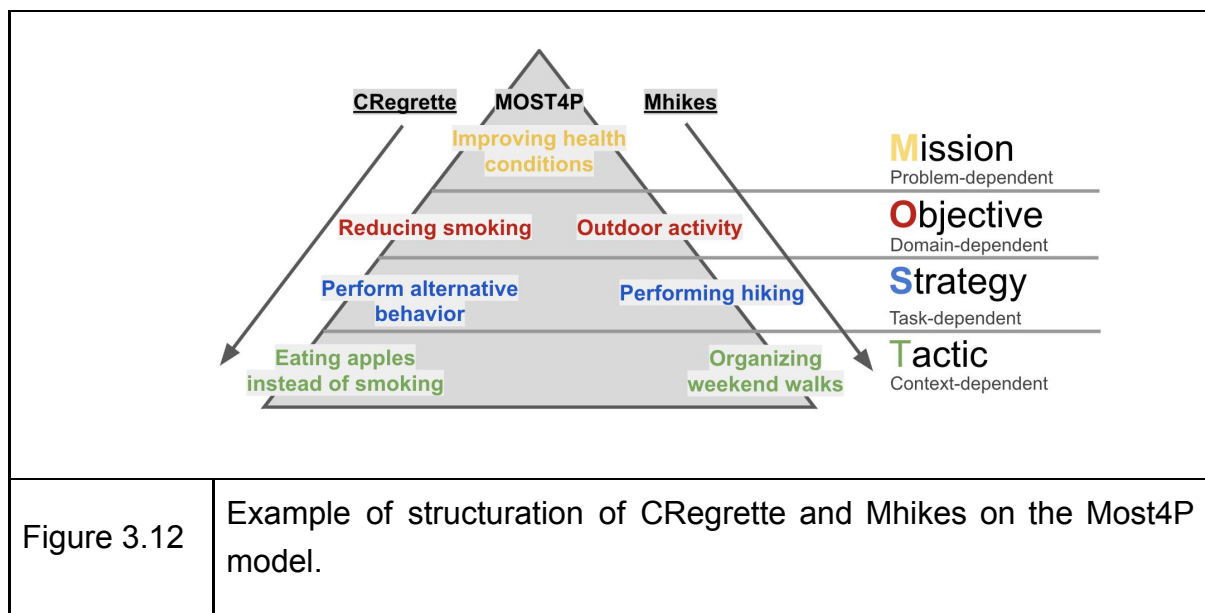 CRegrette MOST4P Mhikes
Improving health
conditions
Mission
Problem-dependent
Reducing smoking Outdoor activity
Objective
Domain-dependent
Perform alternative
behavior
Performing hiking
Strategy
Task-dependent
Eating apples
instead of smoking
Organizing
weekend walks
Tactic
Context-dependent
Figure 3.12
Example of structuration of CRegrette and Mhikes on the Most4P
model.